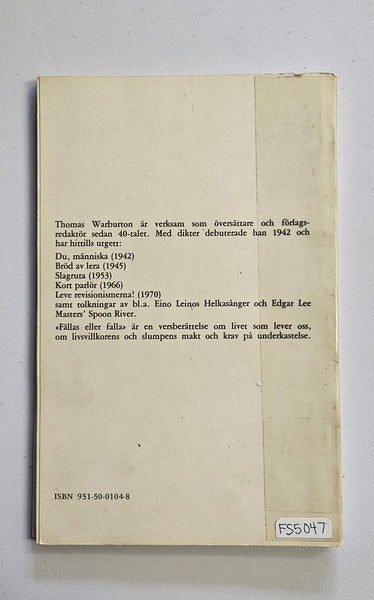 Thomas Warburton är verksam som översättare och förlags-
redaktör sedan 40-talet. Med dikter debuterade han 1942 och
har hittills utgett:
Du, människa (1942)
Bröd av lera (1945)
Slagruta (1953)
Kort parlör (1966)
Leve revisionismerna! (1970)
samt tolkningar av bl.a. Eino Leinos Helkasånger och Edgar Lee
Masters' Spoon River.
»Fällas eller falla» är en versberättelse om livet som lever oss,
om livsvillkorens och slumpens makt och krav på underkastelse.
ISBN 951-50-0104-8
FS5047